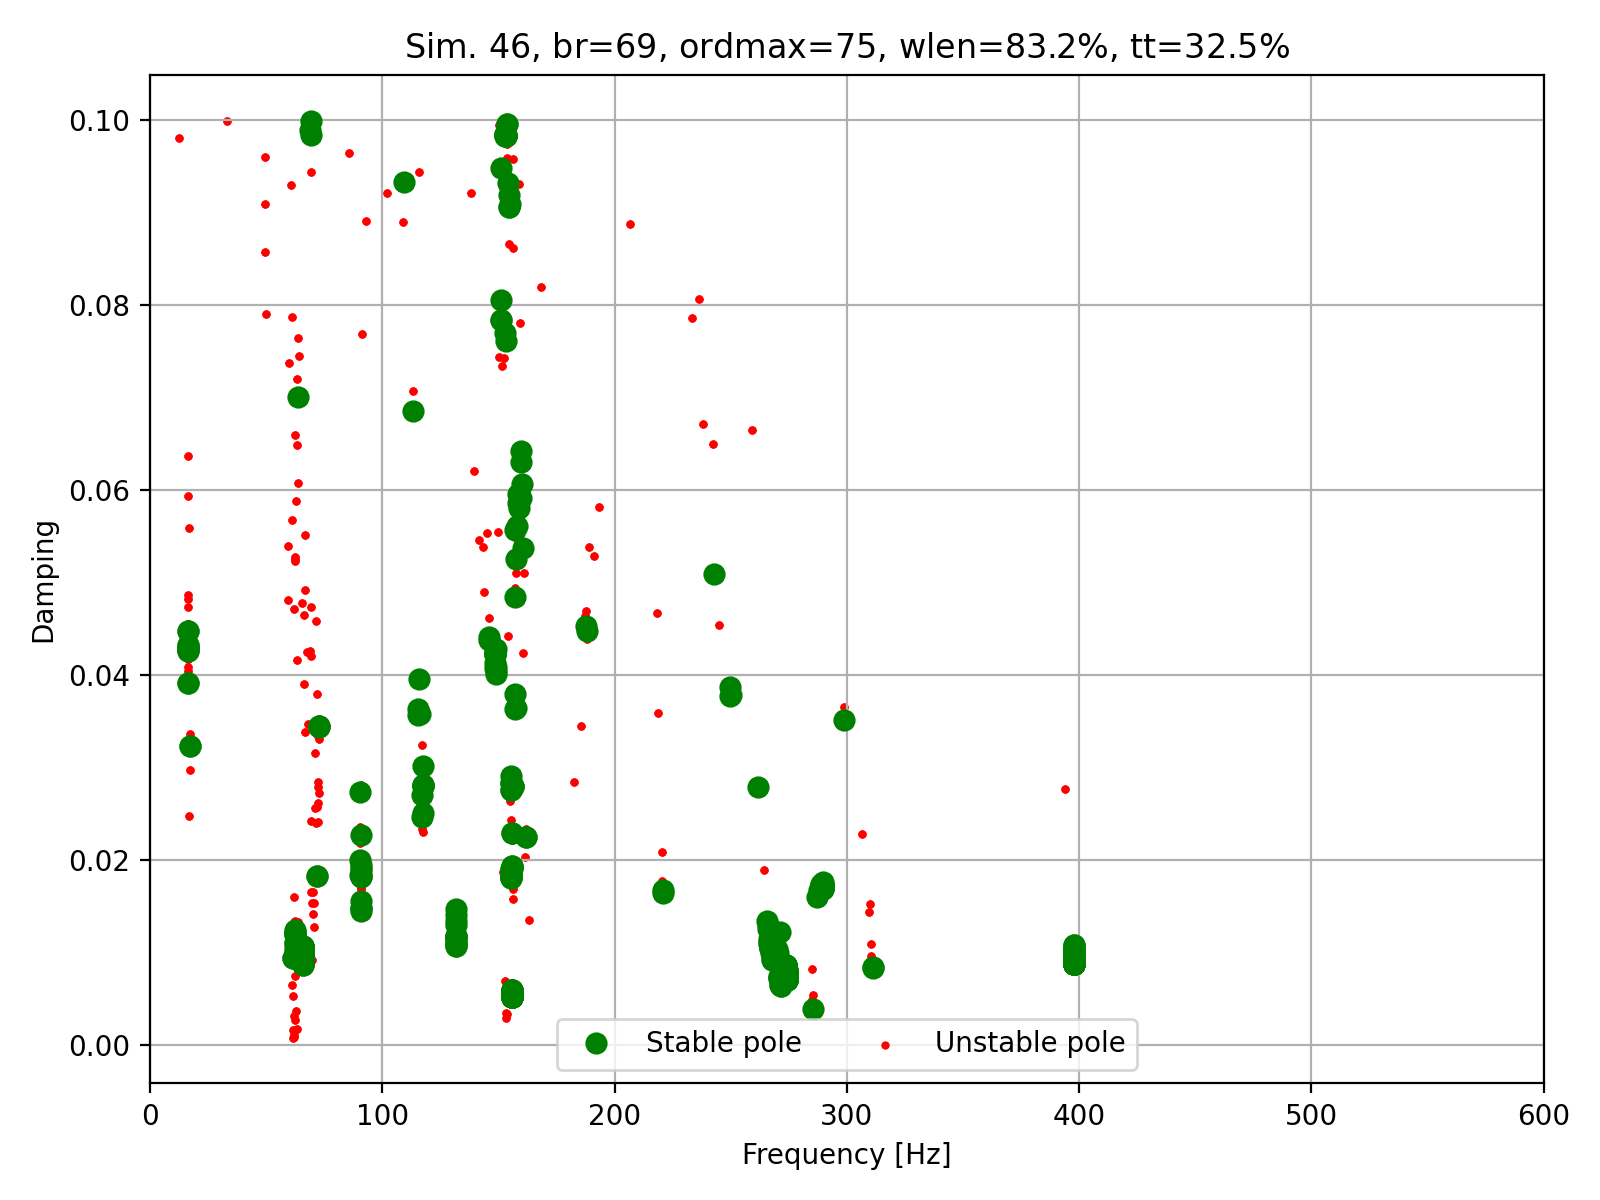 Sim. 46, br=69, ordmax=75, wlen=83.2%, tt=32.5%
0.10
0.08
0.06
0.04
0.02
0.00
Damping
Stable pole
Unstable pole
0
100
200
300
400
500
600
Frequency [Hz]